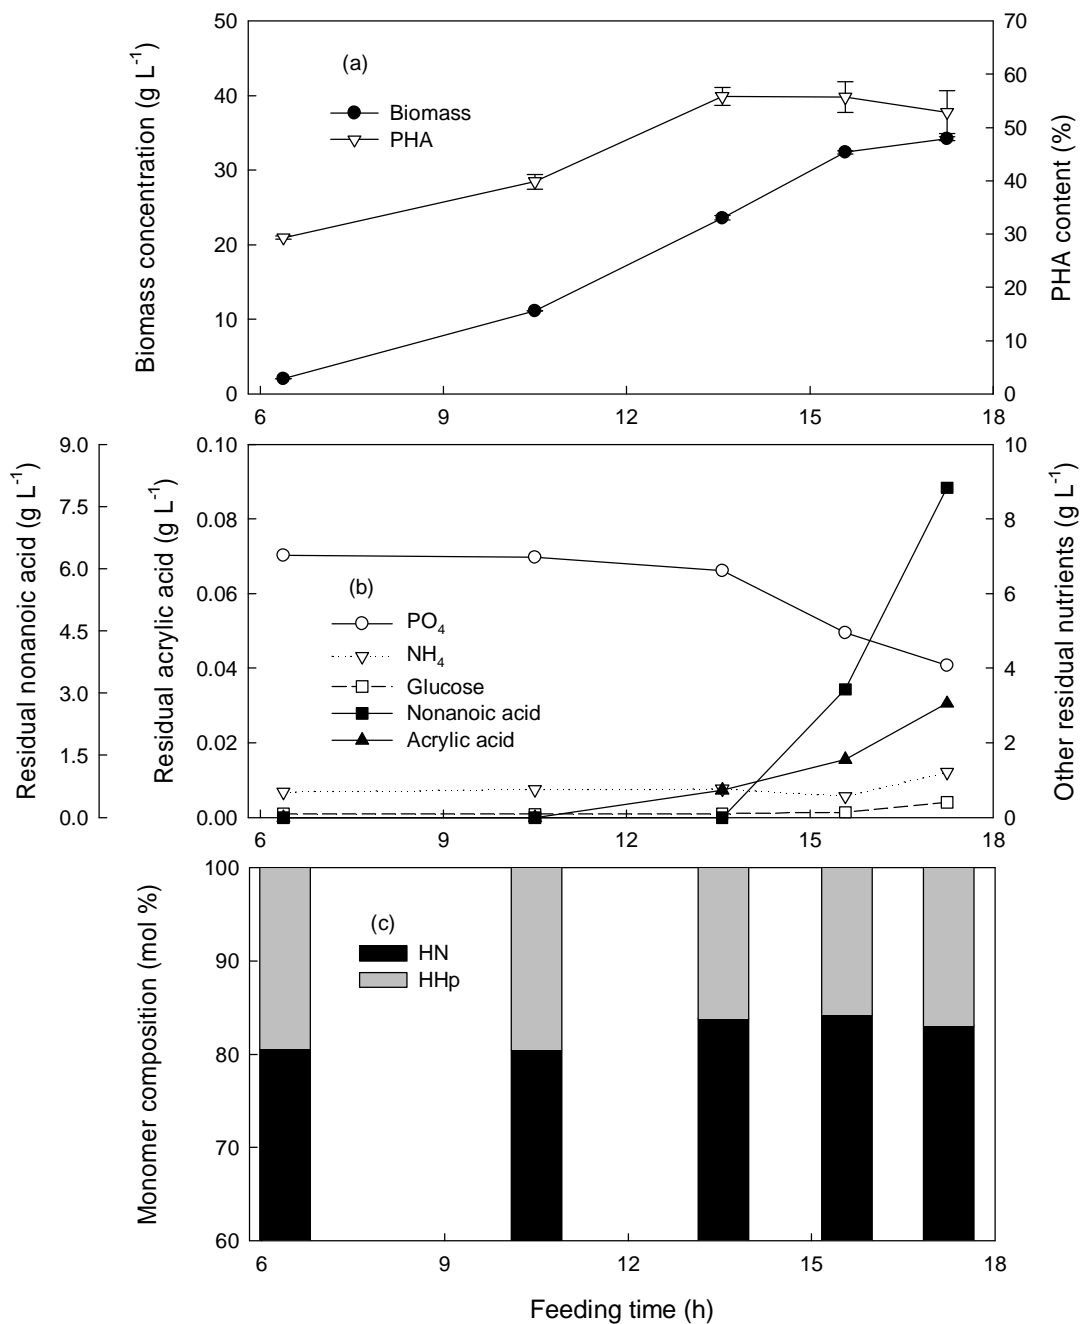 50
40
30
20
10
0
Biomass concentration (g L-1)
(a)
Biomass
PHA
70
60
50
40
30
20
10
0
PHA content (%)
6 9 12 15 18
9.0
7.5
6.0
4.5
3.0
1.5
0.0
Residual nonanoic acid (g L-1)
0.10
0.08
0.06
0.04
0.02
0.00
Residual acrylic acid (g L-1)
(b)
PO4
NH4
Glucose
Nonanoic acid
Acrylic acid
10
8
6
4
2
0
Other residual nutrients (g L-1)
6 9 12 15 18
100
90
80
70
60
Monomer composition (mol %)
(c)
HN
HHp
6 9 12 15 18
Feeding time (h)